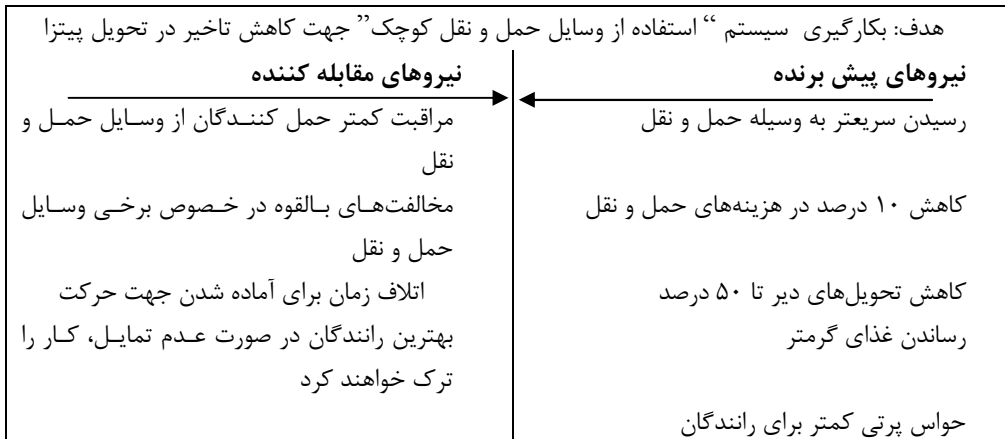 هدف: بکارگیری سیستم “ استفاده از وسایل حمل و نقل کوچک” جهت کاهش تاخیر در تحویل پیتزا
نیروهای پیش برنده
رسیدن سریعتر به وسیله حمل و نقل
کاهش ۱۰ درصد در هزینه‌های حمل و نقل
کاهش تحویل‌های دیر تا ۵۰ درصد
رساندن غذای گرمتر
حواس پرتی کمتر برای رانندگان
نیروهای مقابله کننده
مراقبت کمتر حمل کنندگان از وسایل حمل و
نقل
مخالفت‌های بالقوه در خصوص برخی وسایل
حمل و نقل
اتلاف زمان برای آماده شدن جهت حرکت
بهترین رانندگان در صورت عدم تمایل، کار را
ترک خواهند کرد